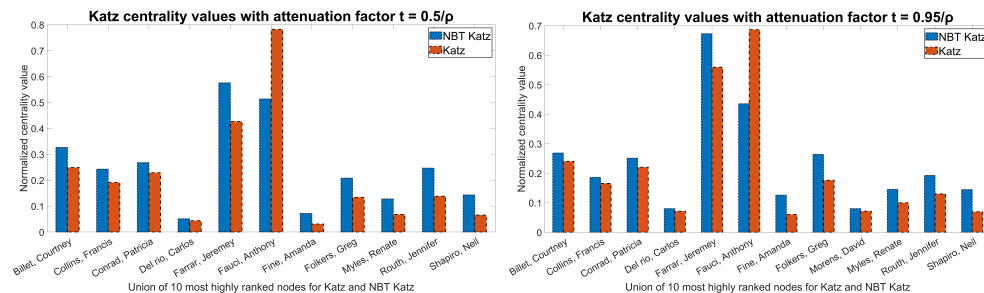 Katz centrality values with attenuation factor t = 0.5/ρ
NBT Katz
Katz
Normalized centrality value
0.8
0.7
0.6
0.5
0.4
0.3
0.2
0.1
0
Billet, Courtney
Collins, Francis
Conrad, Patricia
Del rio, Carlos
Farrar, Jeremey
Fauci, Anthony
Fine, Amanda
Folkers, Greg
Myles, Renate
Routh, Jennifer
Shapiro, Neil
Union of 10 most highly ranked nodes for Katz and NBT Katz
Katz centrality values with attenuation factor t = 0.95/ρ
NBT Katz
Katz
Normalized centrality value
0.7
0.6
0.5
0.4
0.3
0.2
0.1
0
Billet, Courtney
Collins, Francis
Conrad, Patricia
Del rio, Carlos
Farrar, Jeremey
Fauci, Anthony
Fine, Amanda
Folkers, Greg
Morens, David
Myles, Renate
Routh, Jennifer
Shapiro, Neil
Union of 10 most highly ranked nodes for Katz and NBT Katz